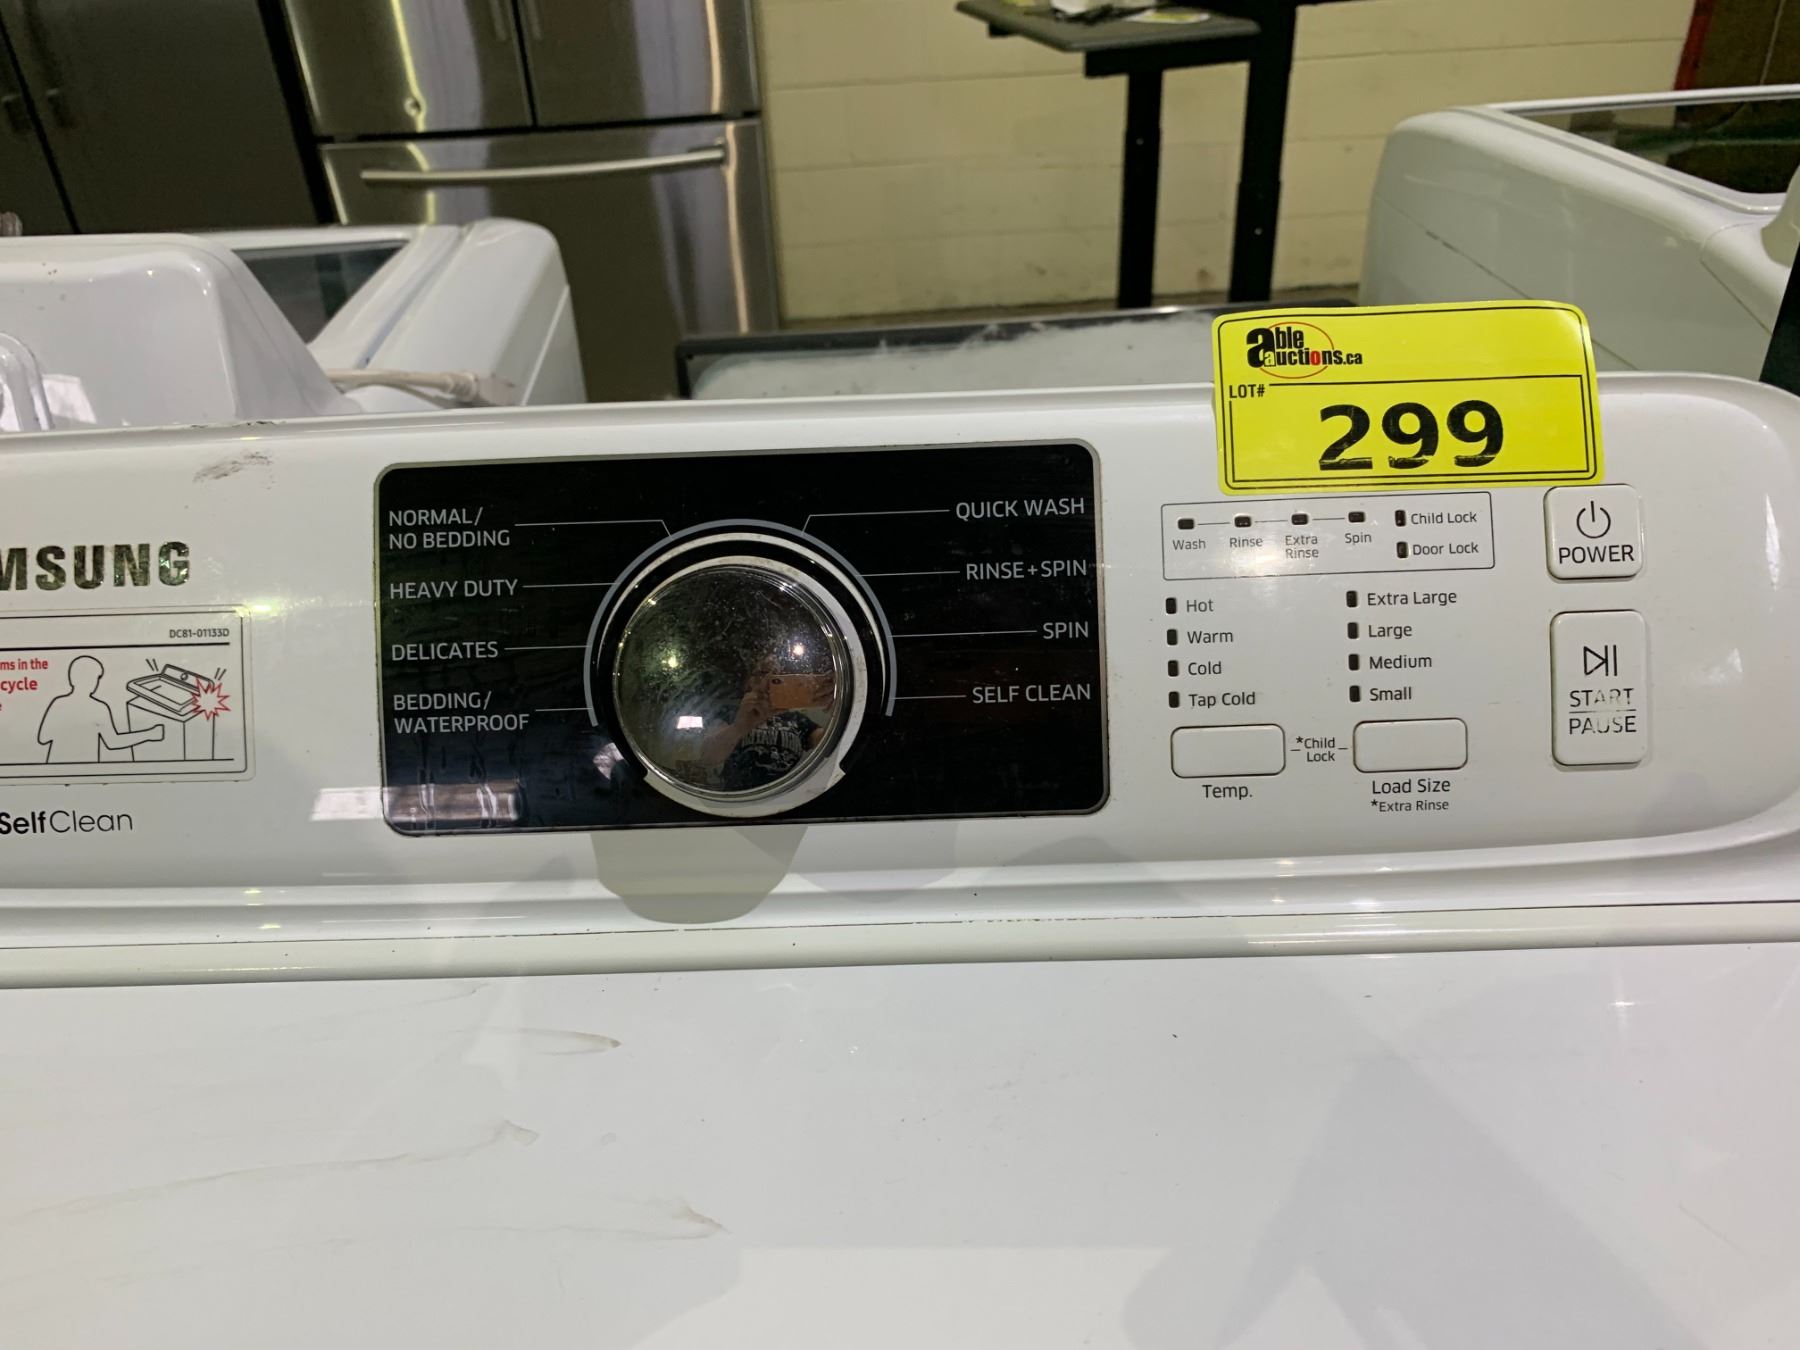 able
auctions.ca
LOT#
299
MSUNG
DC81-01133D
ms in the
cycle
SelfClean
NORMAL/
NO BEDDING
HEAVY DUTY
DELICATES
BEDDING/
WATERPROOF
QUICK WASH
RINSE+SPIN
SPIN
SELF CLEAN
Wash
Rinse
Extra
Rinse
Spin
Child Lock
Door Lock
Hot
Warm
Cold
Tap Cold
Extra Large
Large
Medium
Small
Temp.
*Child
Lock
Load Size
*Extra Rinse
POWER
START
PAUSE